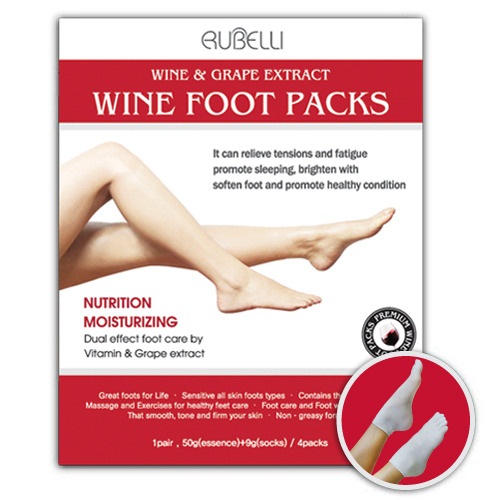 RUBELLI
WINE & GRAPE EXTRACT
WINE FOOT PACKS
It can relieve tensions and fatigue
promote sleeping, brighten with
soften foot and promote healthy condition
NUTRITION
MOISTURIZING
Dual effect foot care by
Vitamin & Grape extract
PACKS PREMIUM WINE
Great foots for Life · Sensitive all skin foots types · Contains th
Massage and Exercises for healthy feet care · Foot care and Foot
That smooth, tone and firm your skin · Non - greasy for
1pair , 50g(essence)+9g(socks) / 4packs